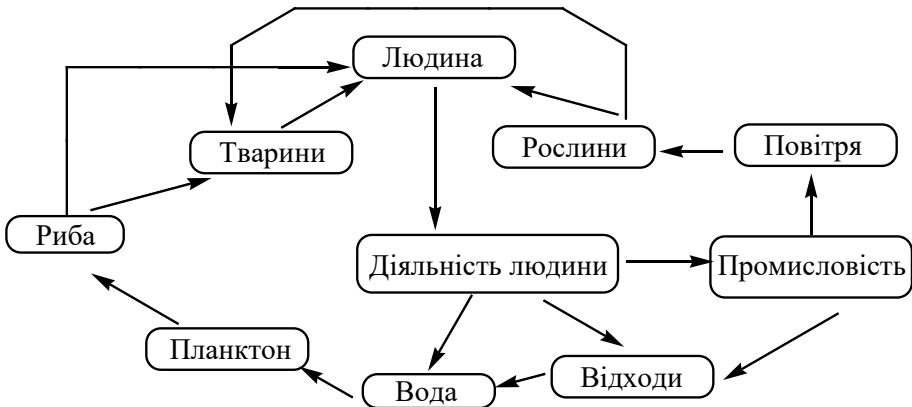 Людина
Тварини
Рослини
Повітря
Риба
Діяльність людини
Промисловість
Планктон
Вода
Відходи